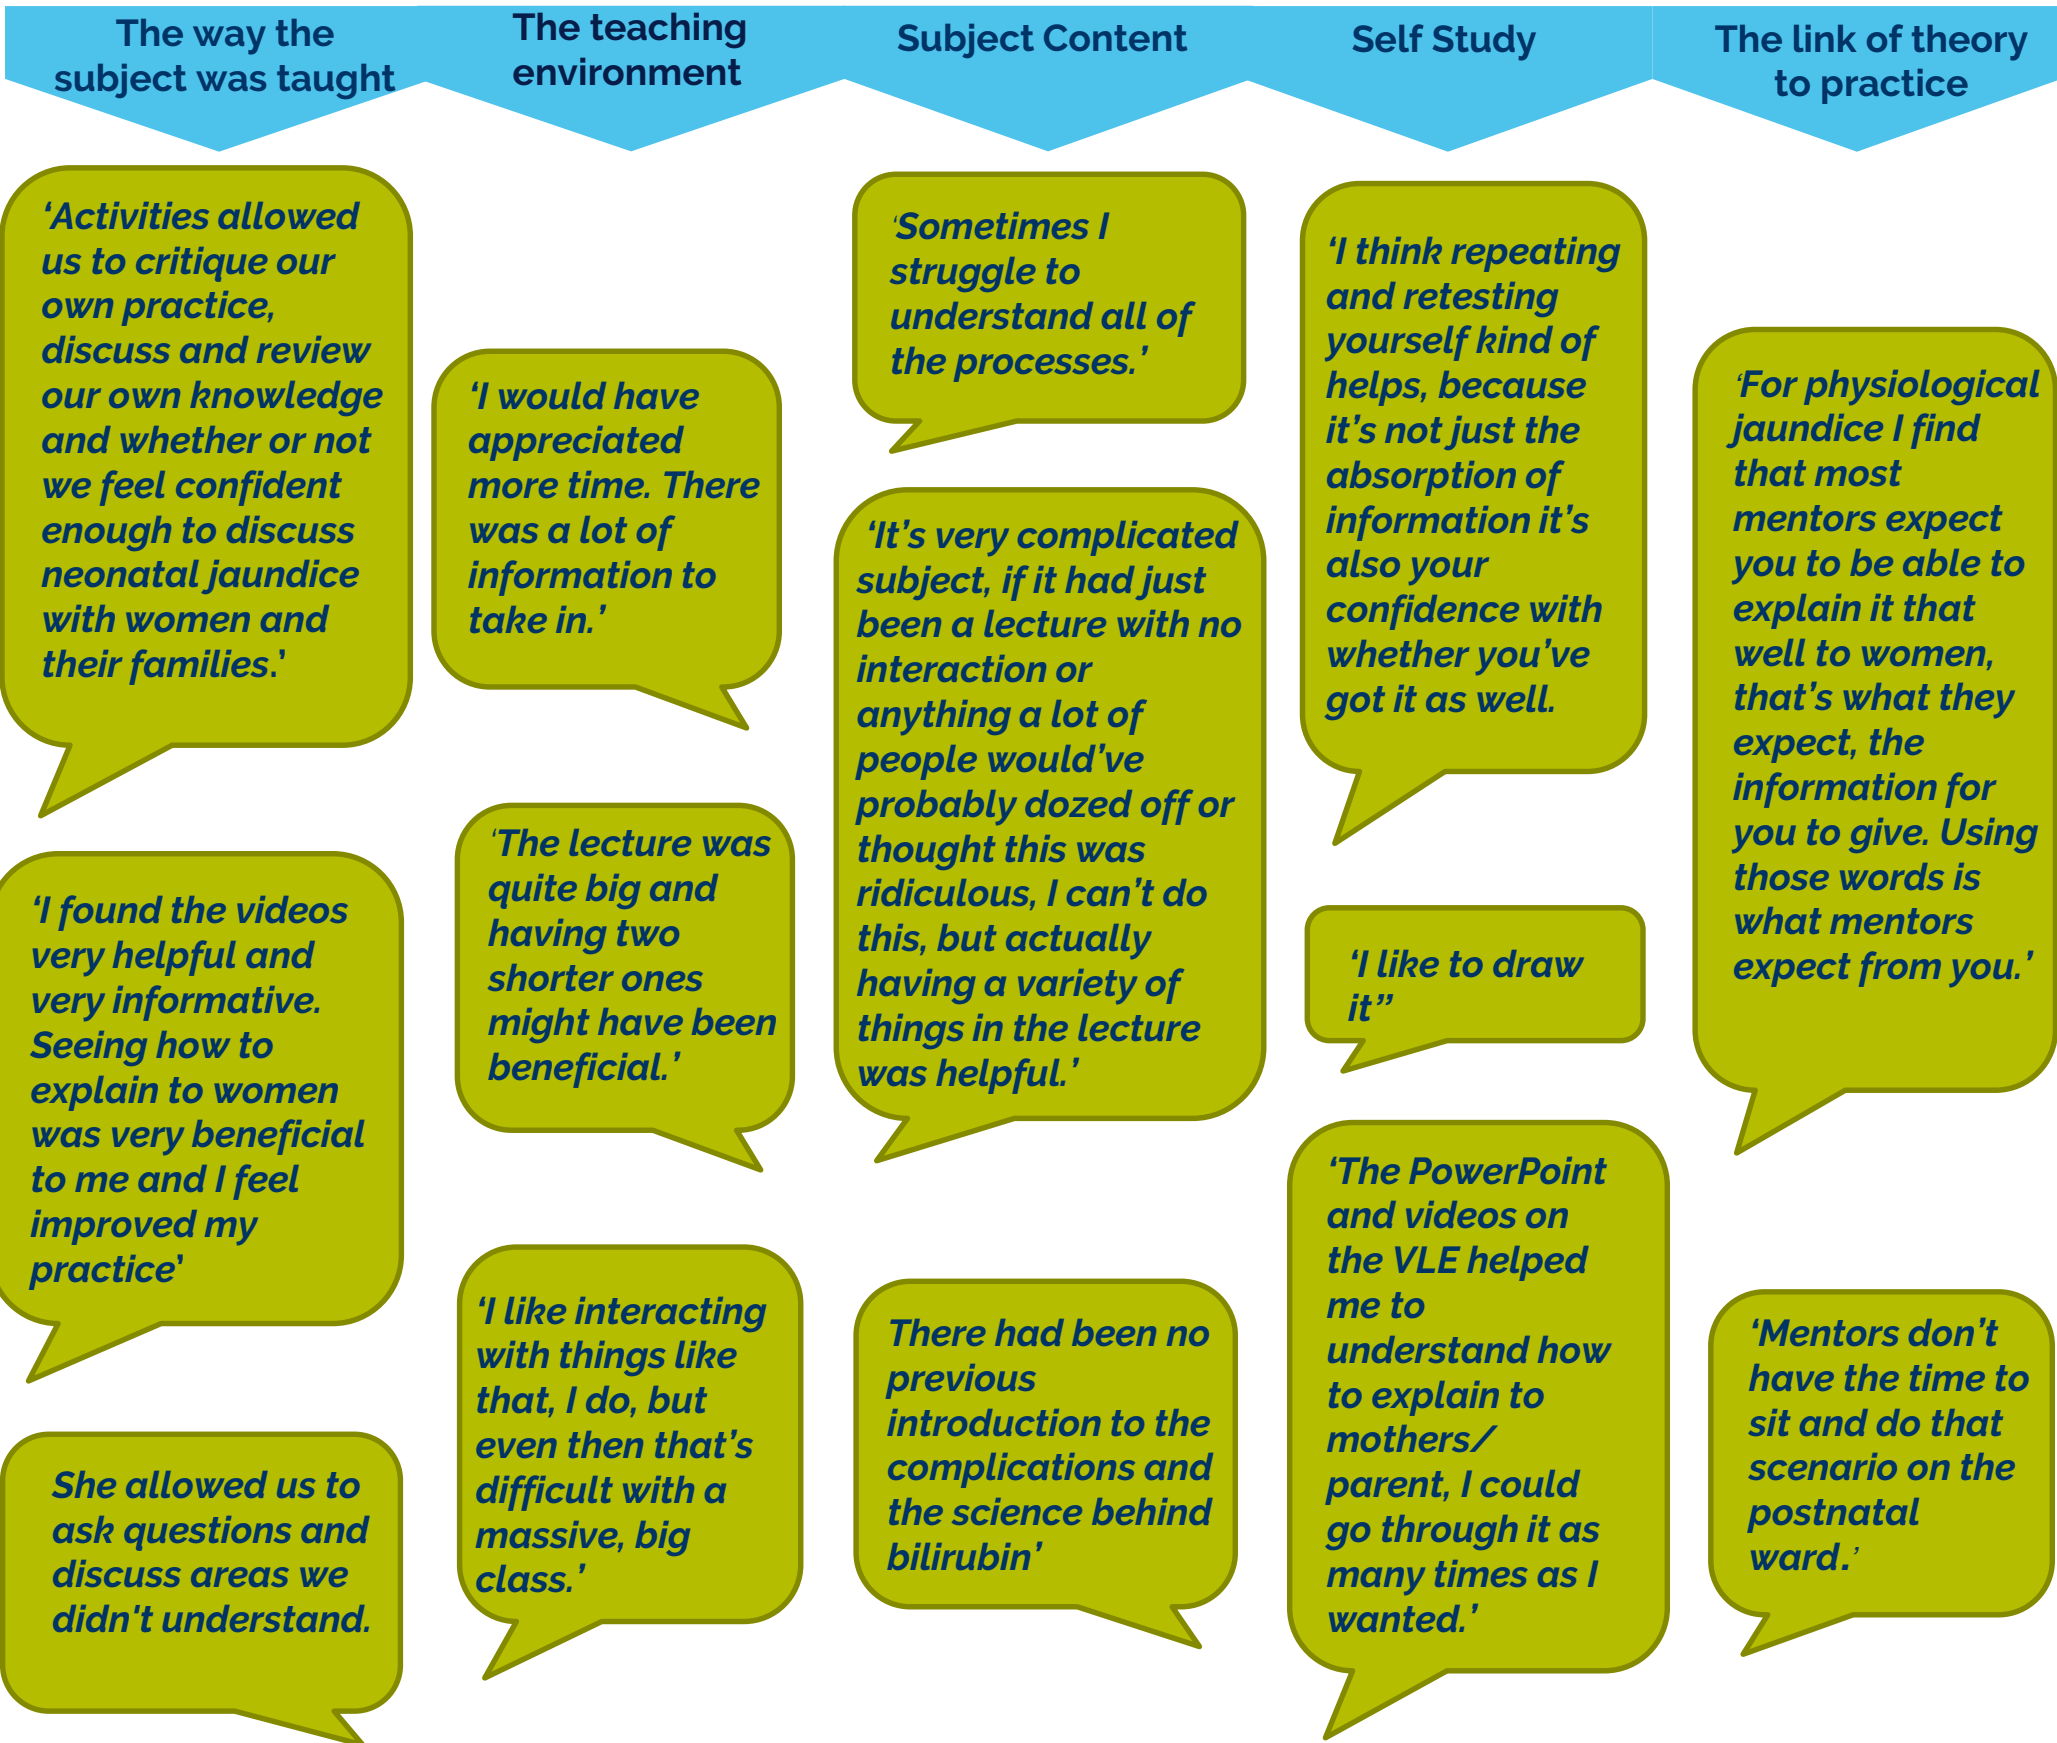 The way the
subject was taught
‘Activities allowed
us to critique our
own practice,
discuss and review
our own knowledge
and whether or not
we feel confident
enough to discuss
neonatal jaundice
with women and
their families.'
‘I found the videos
very helpful and
very informative.
Seeing how to
explain to women
was very beneficial
to me and I feel
improved my
practice'
She allowed us to
ask questions and
discuss areas we
didn't understand.
The teaching
environment
‘I would have
appreciated
more time. There
was a lot of
information to
take in.’
‘The lecture was
quite big and
having two
shorter ones
might have been
beneficial.’
‘I like interacting
with things like
that, I do, but
even then that’s
difficult with a
massive, big
class.’
Subject Content
‘Sometimes I
struggle to
understand all of
the processes.’
‘It’s very complicated
subject, if it had just
been a lecture with no
interaction or
anything a lot of
people would’ve
probably dozed off or
thought this was
ridiculous, I can’t do
this, but actually
having a variety of
things in the lecture
was helpful.’
There had been no
previous
introduction to the
complications and
the science behind
bilirubin’
Self Study
‘I think repeating
and retesting
yourself kind of
helps, because
it’s not just the
absorption of
information it’s
also your
confidence with
whether you’ve
got it as well.
‘I like to draw
it’’
‘The PowerPoint
and videos on
the VLE helped
me to
understand how
to explain to
mothers/
parent, I could
go through it as
many times as I
wanted.’
The link of theory
to practice
‘For physiological
jaundice I find
that most
mentors expect
you to be able to
explain it that
well to women,
that’s what they
expect, the
information for
you to give. Using
those words is
what mentors
expect from you.’
‘Mentors don’t
have the time to
sit and do that
scenario on the
postnatal
ward.’